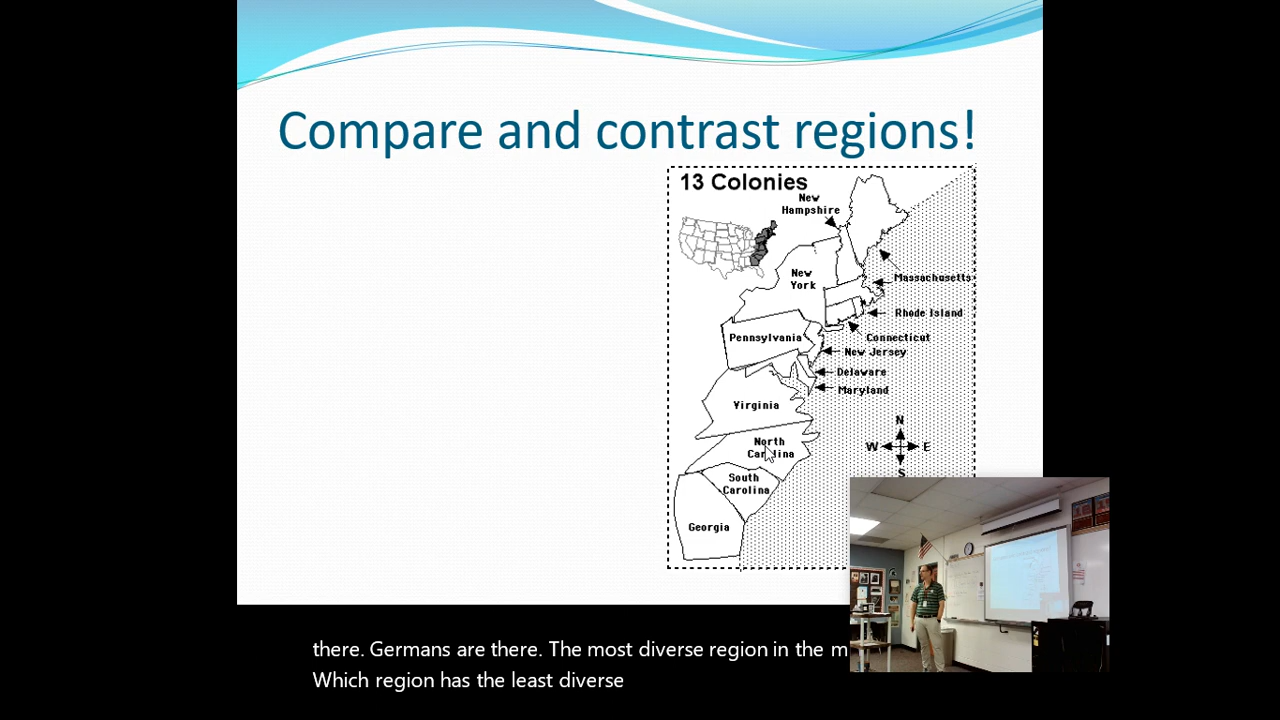 Compare and contrast regions!
13 Colonies
New
Hampshire
New
York
Massachusetts
Rhode Island
Pennsylvania
Connecticut
New Jersey
Delaware
Maryland
Virginia
N
W
E
S
North
Carolina
South
Carolina
Georgia
there. Germans are there. The most diverse region in the m
Which region has the least diverse